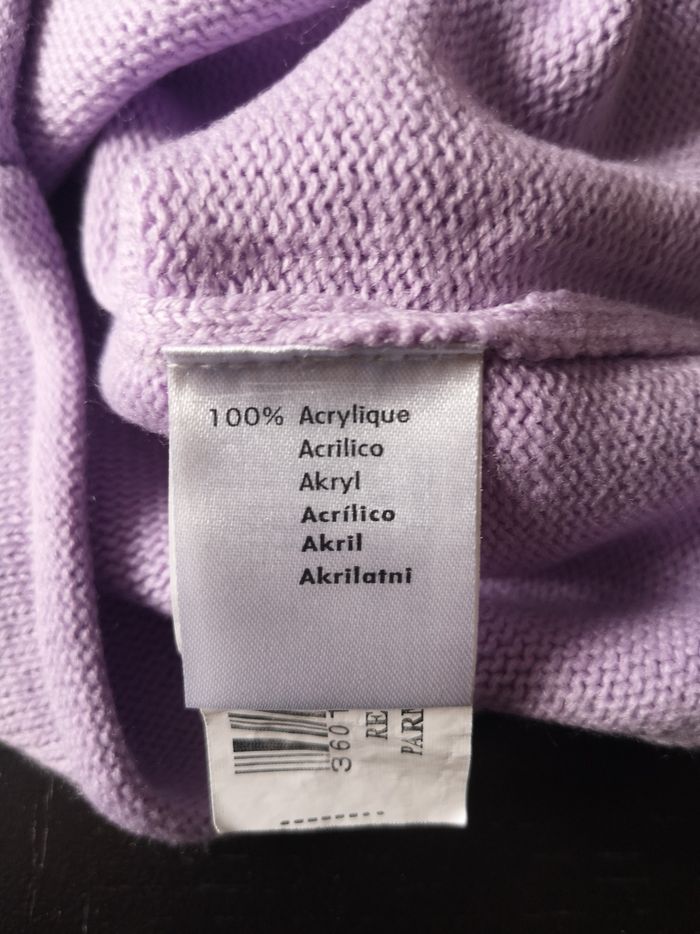 100% Acrylique
Acrilico
Akryl
Acrílico
Akril
Akrilatni